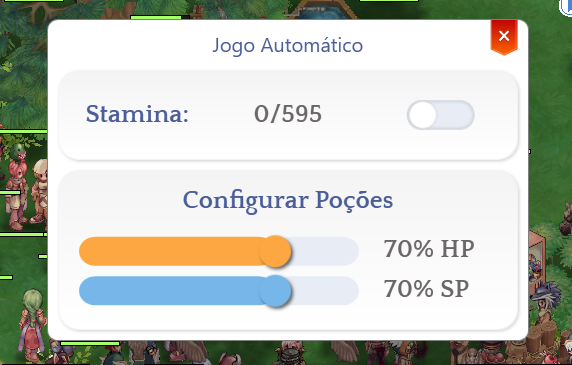 Jogo Automático
Stamina: 0/595
Configurar Poções
70% HP
70% SP